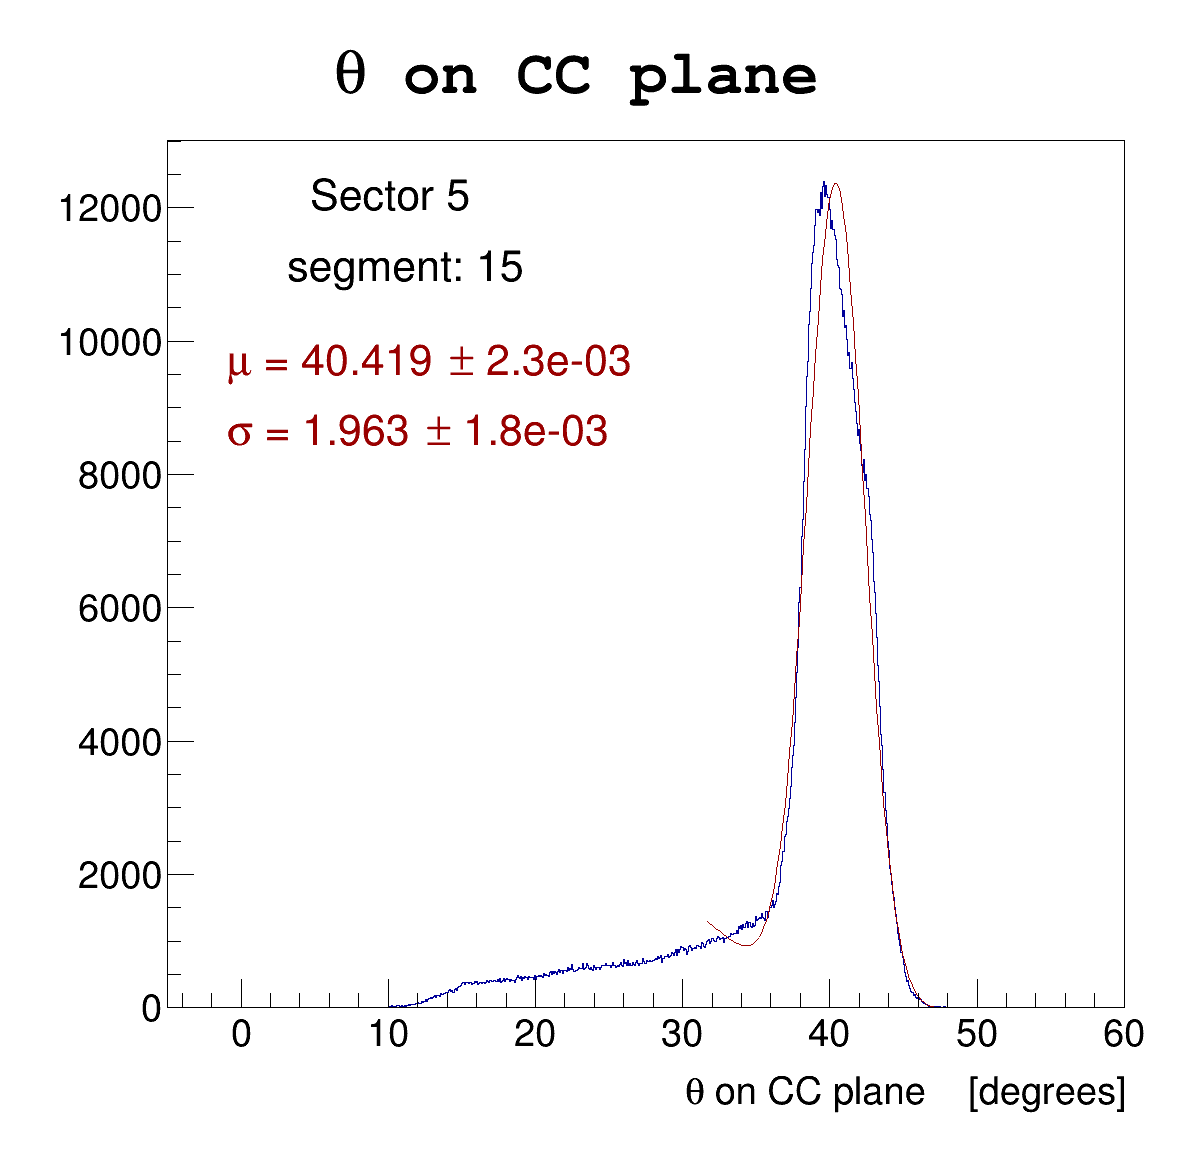 θ on CC plane
Sector 5
segment: 15
μ = 40.419 ± 2.3e-03
σ = 1.963 ± 1.8e-03
12000
10000
8000
6000
4000
2000
0
0 10 20 30 40 50 60
θ on CC plane [degrees]